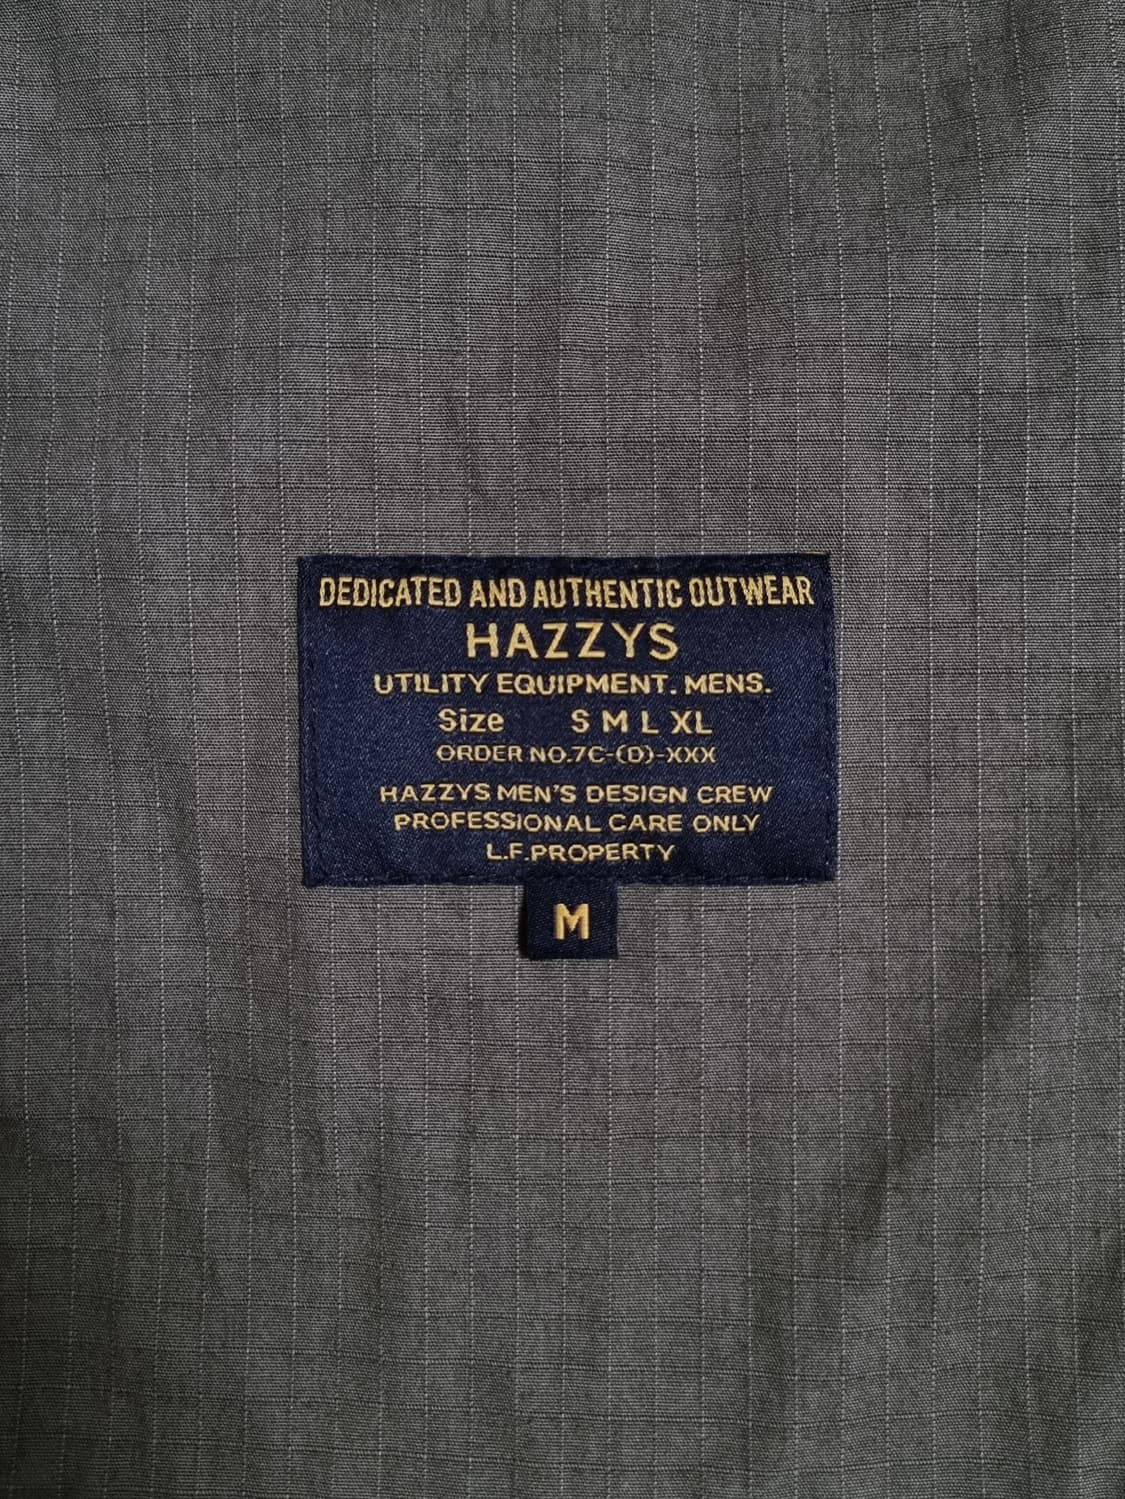 DEDICATED AND AUTHENTIC OUTWEAR
HAZZYS
UTILITY EQUIPMENT. MENS.
Size S M L XL
ORDER NO.7C-(D)-XXX
HAZZYS MEN'S DESIGN CREW
PROFESSIONAL CARE ONLY
L.F.PROPERTY
M